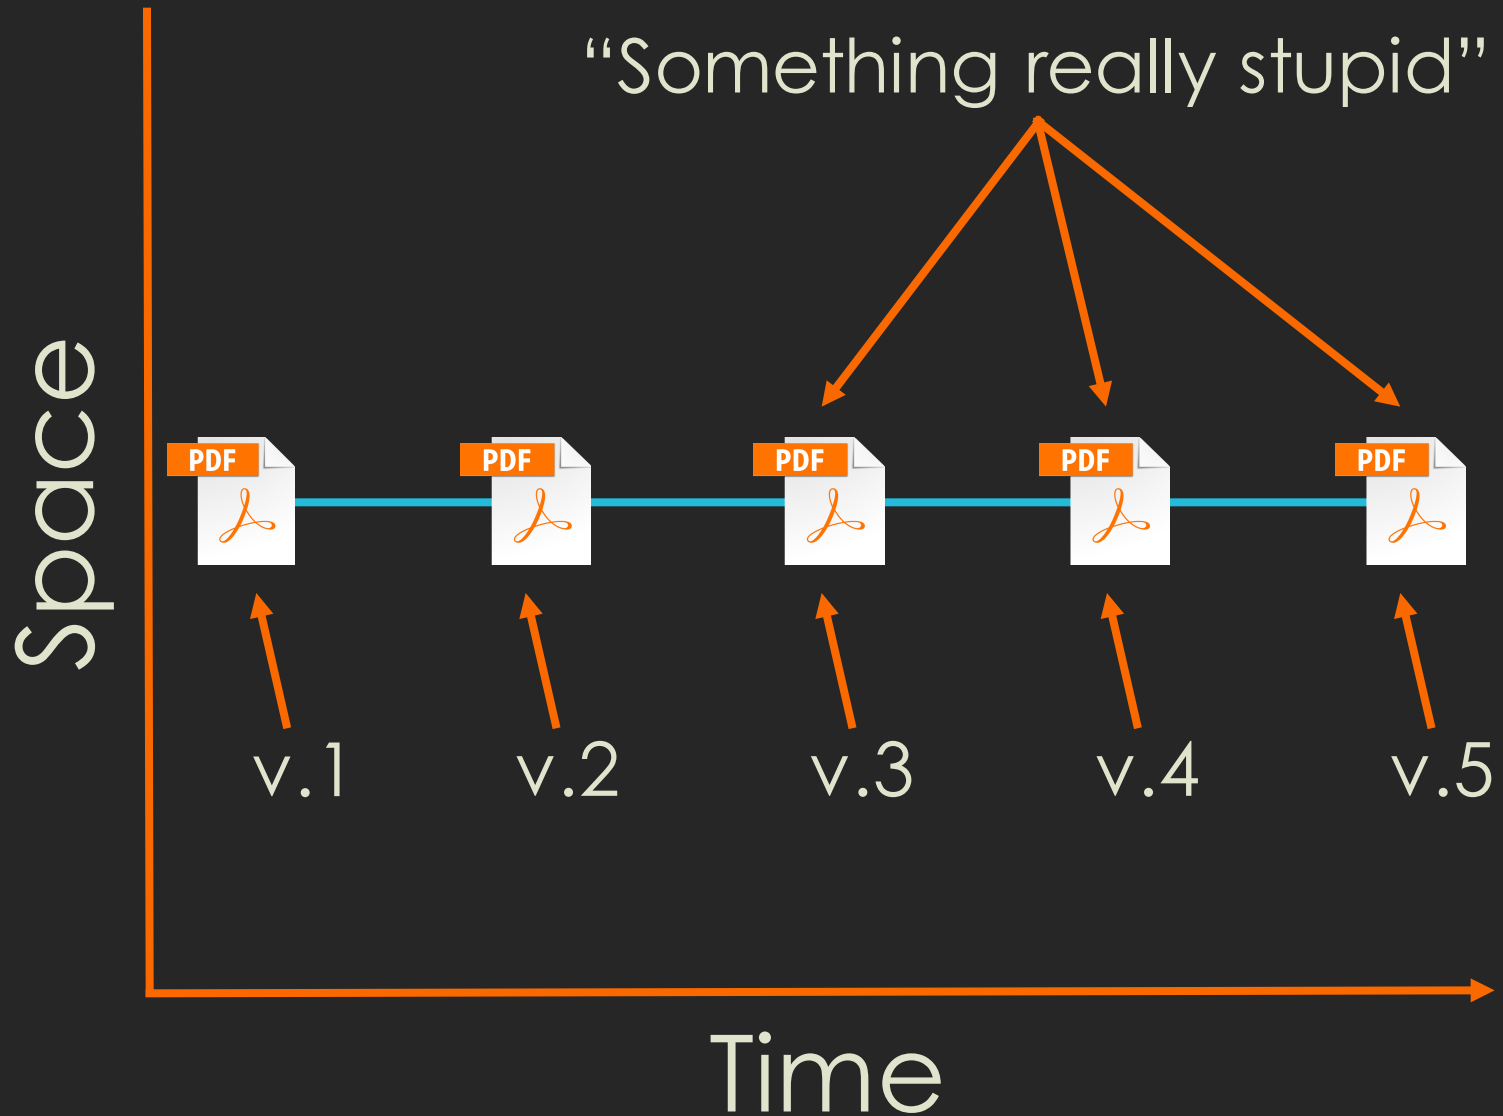 “Something really stupid”
Space
PDF PDF PDF PDF PDF
v.1 v.2 v.3 v.4 v.5
Time